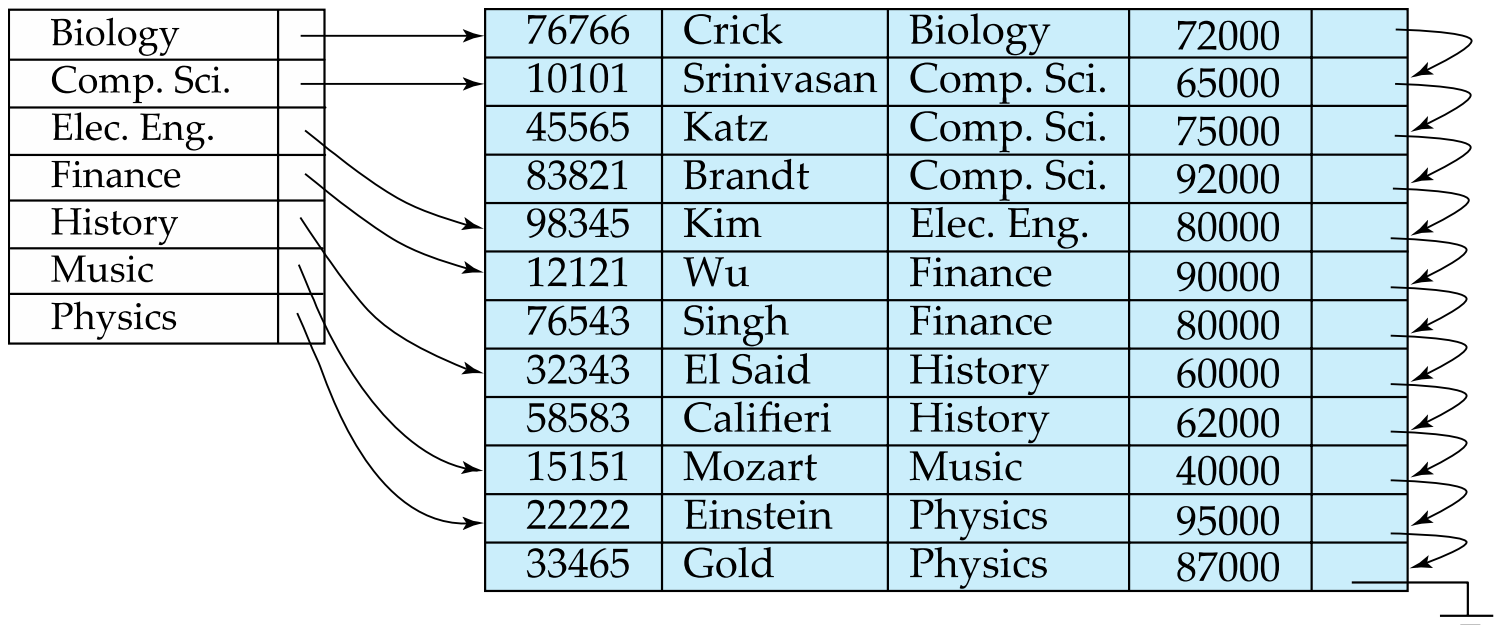 Biology
Comp. Sci.
Elec. Eng.
Finance
History
Music
Physics
76766 Crick Biology 72000
10101 Srinivasan Comp. Sci. 65000
45565 Katz Comp. Sci. 75000
83821 Brandt Comp. Sci. 92000
98345 Kim Elec. Eng. 80000
12121 Wu Finance 90000
76543 Singh Finance 80000
32343 El Said History 60000
58583 Califieri History 62000
15151 Mozart Music 40000
22222 Einstein Physics 95000
33465 Gold Physics 87000